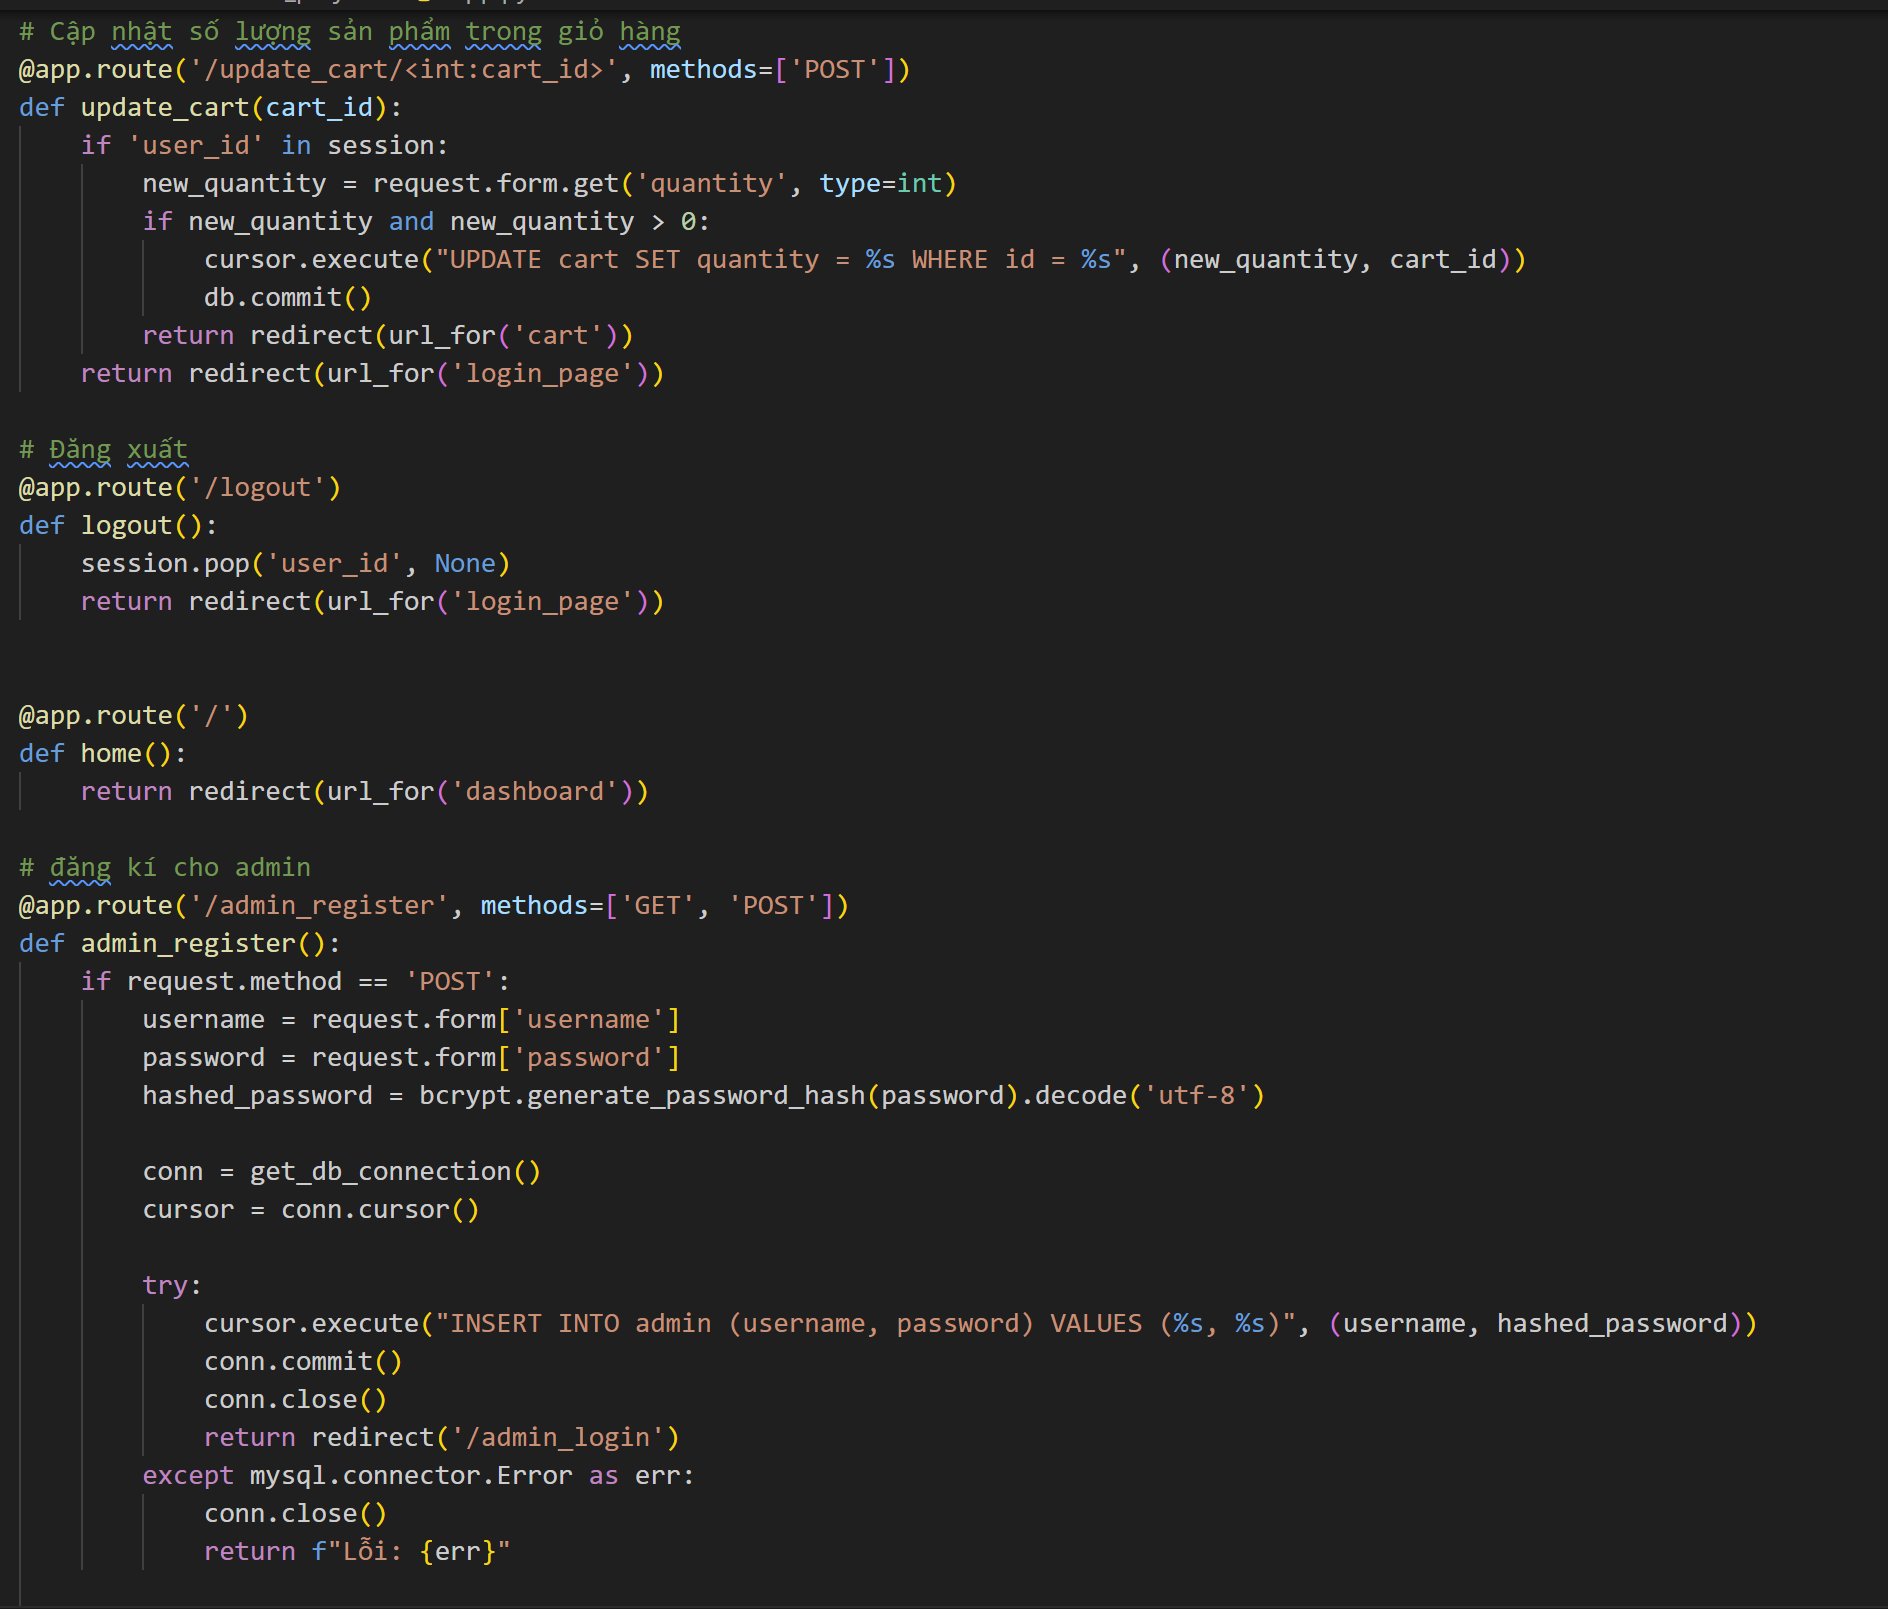 # Cập nhật số lượng sản phẩm trong giỏ hàng
@app.route('/update_cart/<int:cart_id>', methods=['POST'])
def update_cart(cart_id):
    if 'user_id' in session:
        new_quantity = request.form.get('quantity', type=int)
        if new_quantity and new_quantity > 0:
            cursor.execute("UPDATE cart SET quantity = %s WHERE id = %s", (new_quantity, cart_id))
            db.commit()
        return redirect(url_for('cart'))
    return redirect(url_for('login_page'))
# Đăng xuất
@app.route('/logout')
def logout():
    session.pop('user_id', None)
    return redirect(url_for('login_page'))
@app.route('/')
def home():
    return redirect(url_for('dashboard'))
# đăng kí cho admin
@app.route('/admin_register', methods=['GET', 'POST'])
def admin_register():
    if request.method == 'POST':
        username = request.form['username']
        password = request.form['password']
        hashed_password = bcrypt.generate_password_hash(password).decode('utf-8')
        conn = get_db_connection()
        cursor = conn.cursor()
        try:
            cursor.execute("INSERT INTO admin (username, password) VALUES (%s, %s)", (username, hashed_password))
            conn.commit()
            conn.close()
            return redirect('/admin_login')
        except mysql.connector.Error as err:
            conn.close()
            return f"Lỗi: {err}"